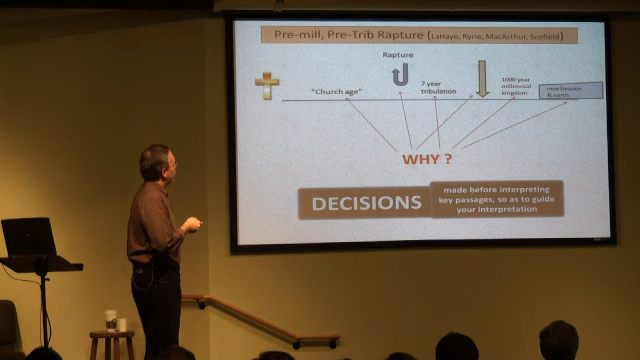 Pre-mill, Pre-Trib Rapture (LaHaye, Ryrie, MacArthur, Scofield)
Rapture
"Church age"
7 year
tribulation
1000 year
millennial
kingdom
new heaven
& earth
WHY ?
DECISIONS
made before interpreting
key passages, so as to guide
your interpretation